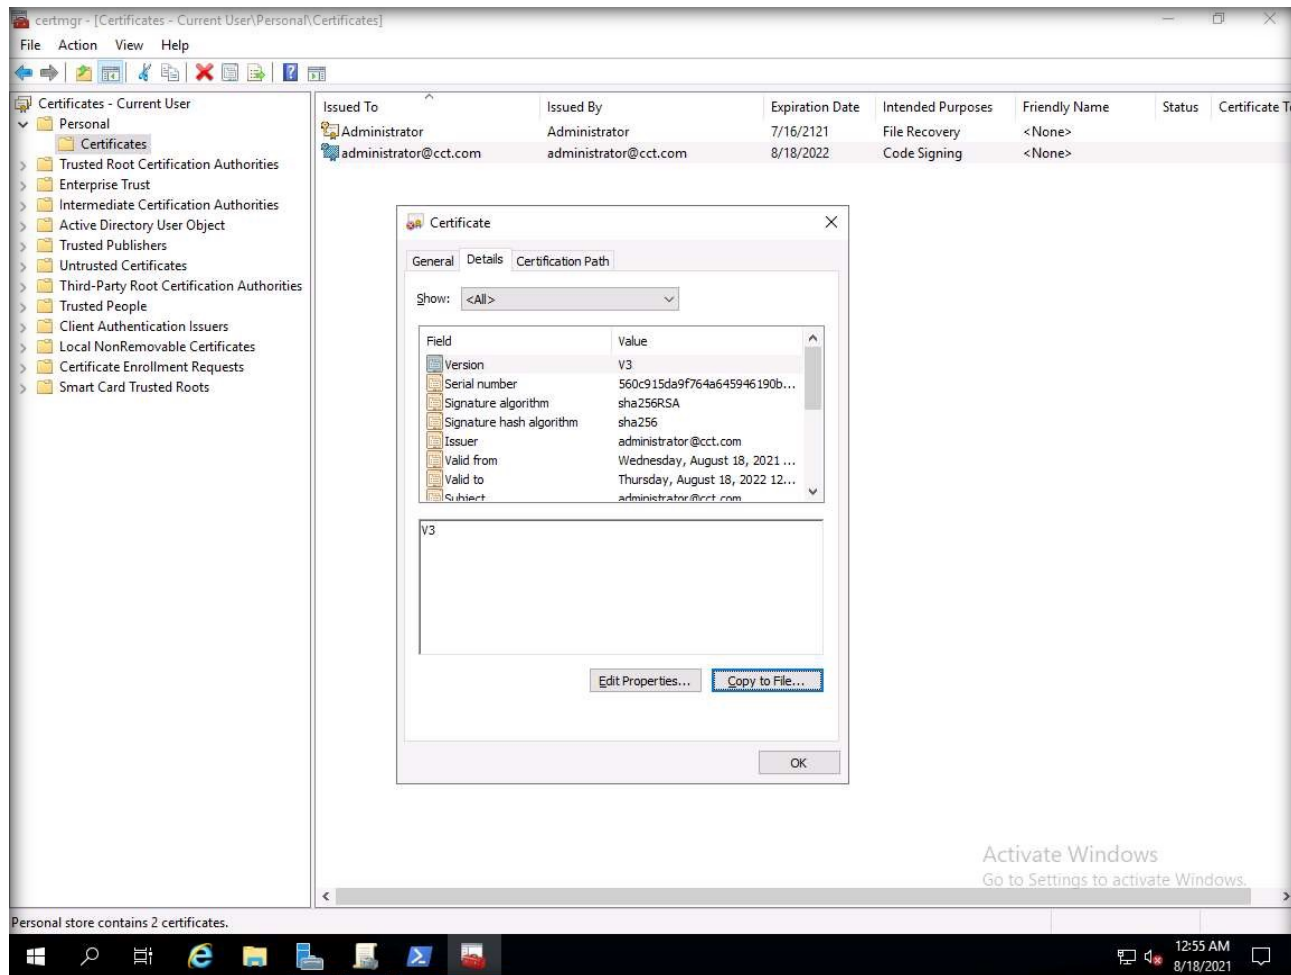 certmgr - [Certificates - Current User\Personal\Certificates]
File Action View Help
Certificates - Current User
Personal
Certificates
Trusted Root Certification Authorities
Enterprise Trust
Intermediate Certification Authorities
Active Directory User Object
Trusted Publishers
Untrusted Certificates
Third-Party Root Certification Authorities
Trusted People
Client Authentication Issuers
Local NonRemovable Certificates
Certificate Enrollment Requests
Smart Card Trusted Roots
Issued To Issued By Expiration Date Intended Purposes Friendly Name Status Certificate Te
Administrator Administrator 7/16/2121 File Recovery <None>
administrator@cct.com administrator@cct.com 8/18/2022 Code Signing <None>
Certificate
General Details Certification Path
Show: <All>
Field Value
Version V3
Serial number 560c915da9f764a645946190b...
Signature algorithm sha256RSA
Signature hash algorithm sha256
Issuer administrator@cct.com
Valid from Wednesday, August 18, 2021 ...
Valid to Thursday, August 18, 2022 12...
Subject administrator@cct.com
V3
Edit Properties... Copy to File...
OK
Activate Windows
Go to Settings to activate Windows.
Personal store contains 2 certificates.
12:55 AM
8/18/2021